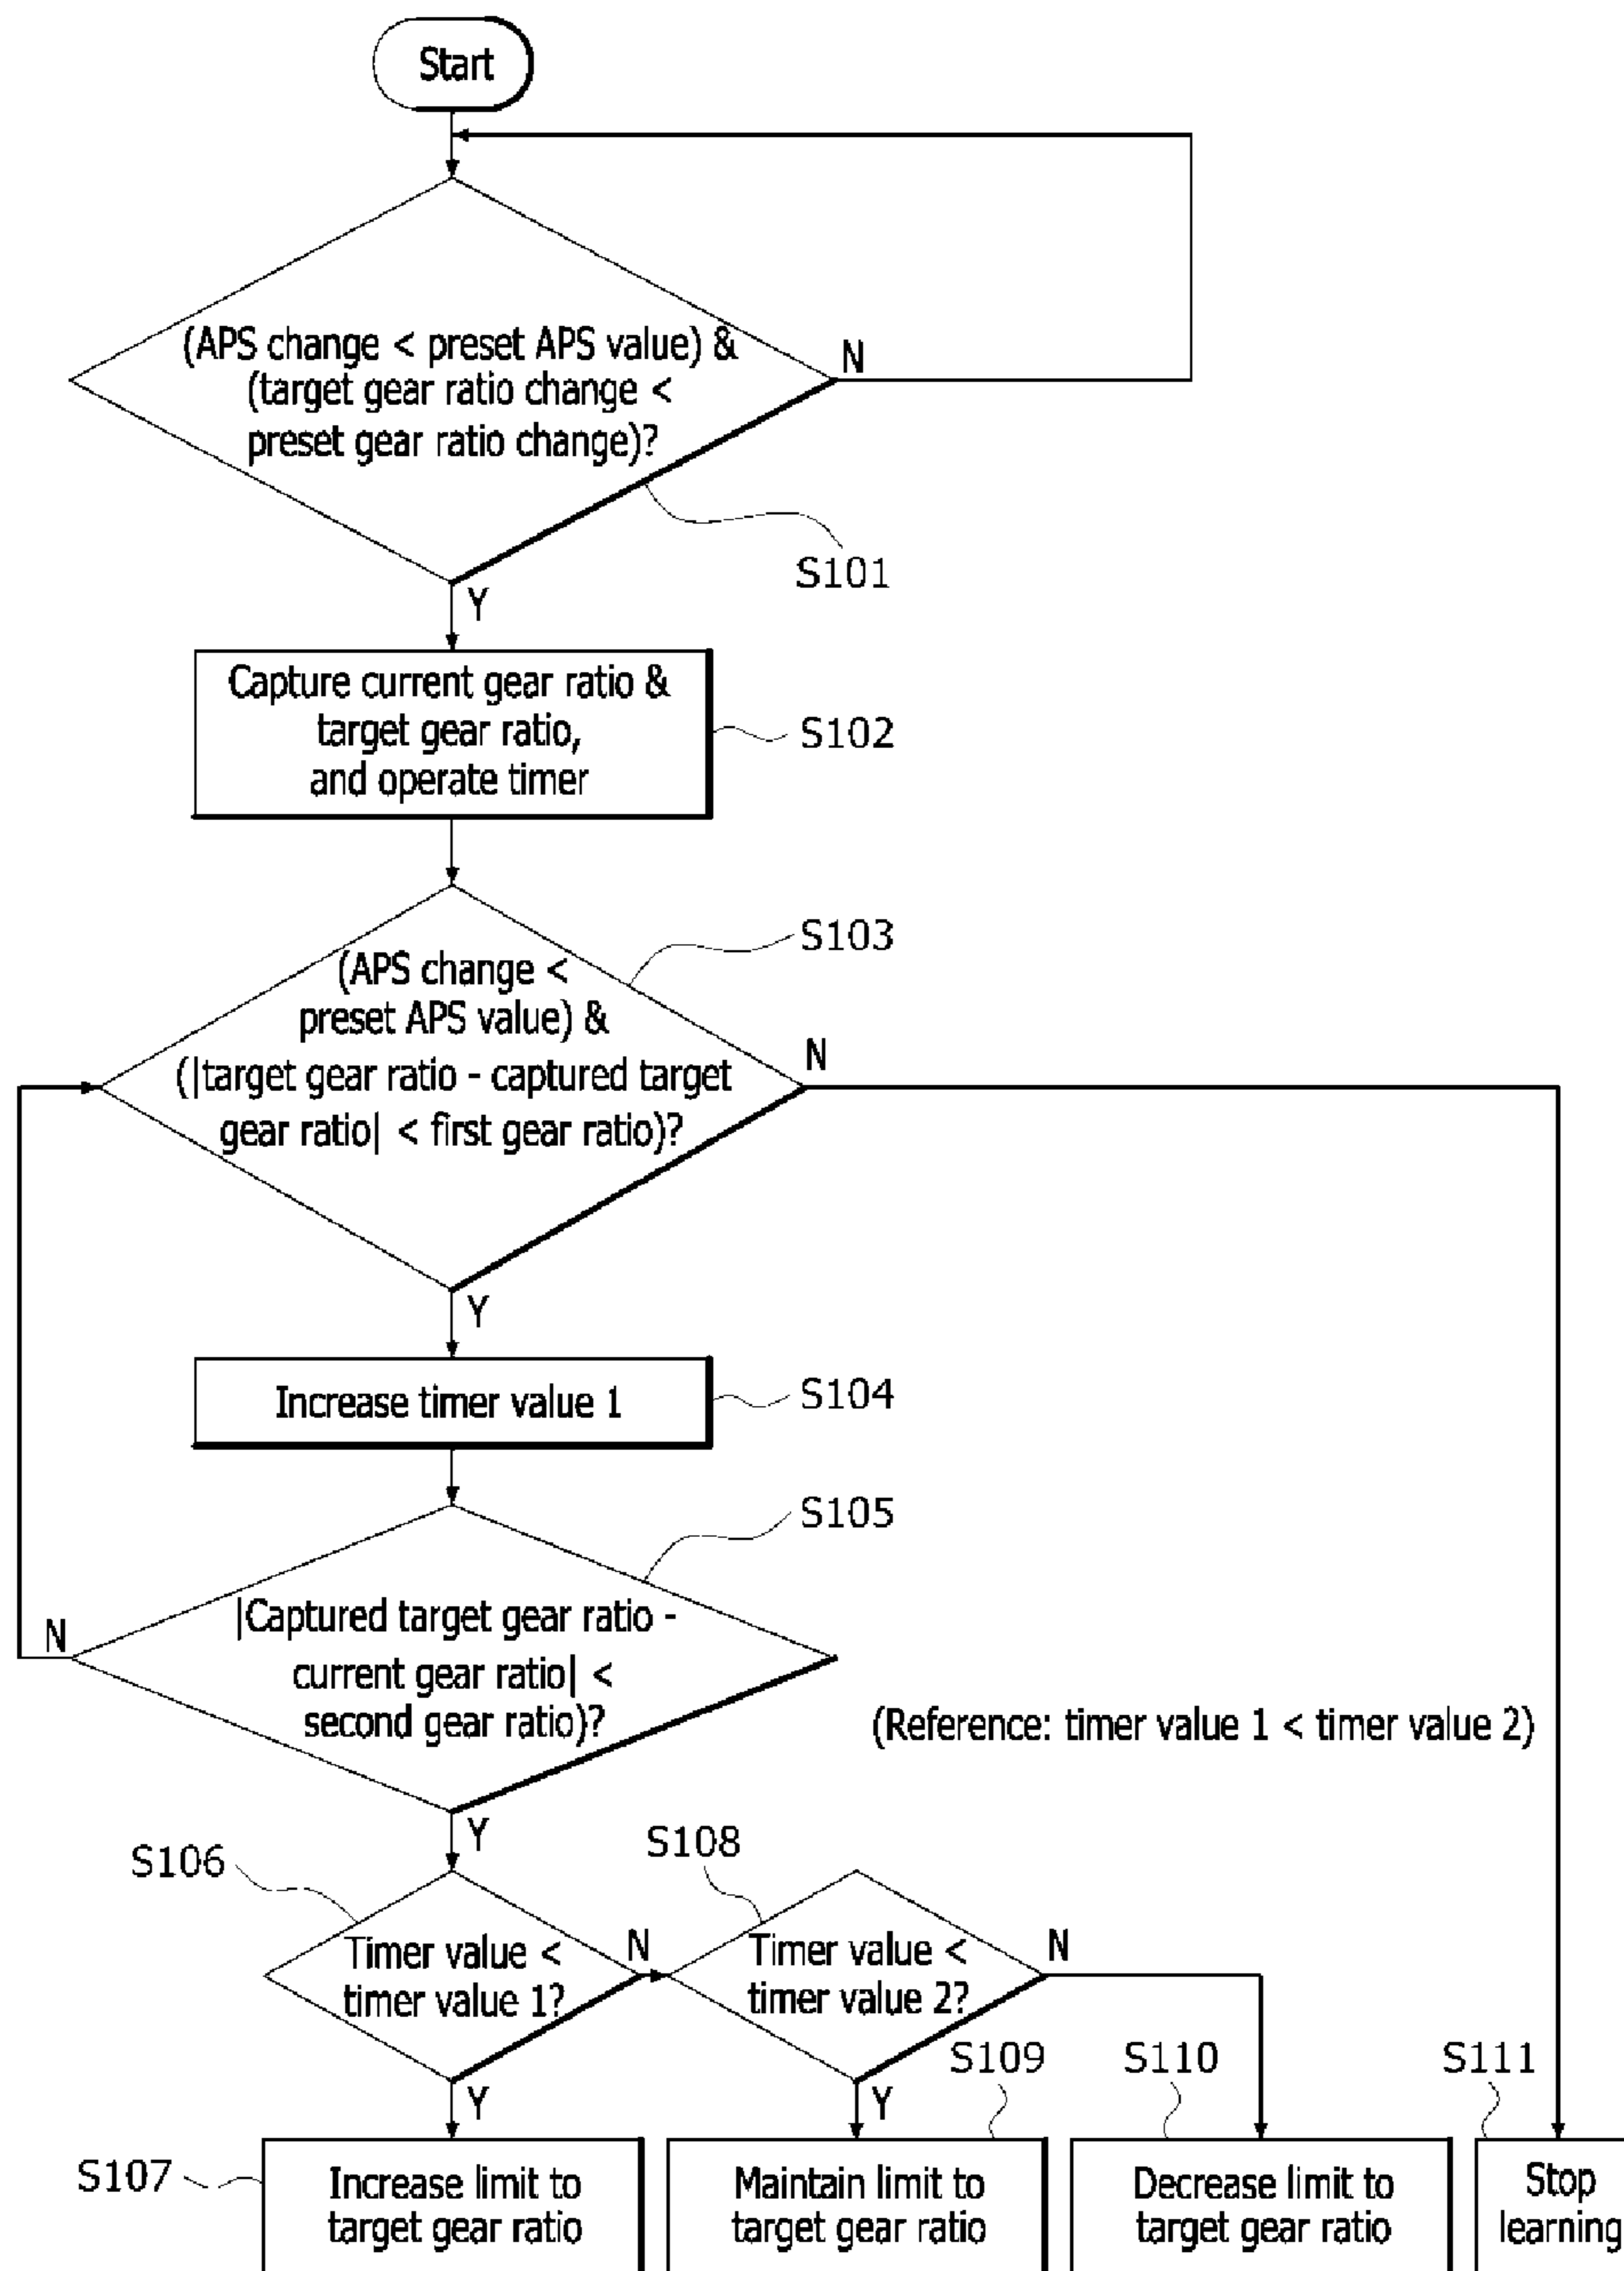 Start
(APS change < preset APS value) &
(target gear ratio change <
preset gear ratio change)?
N
S101
Y
Capture current gear ratio &
target gear ratio,
and operate timer
S102
S103
(APS change <
preset APS value) &
(|target gear ratio - captured target
gear ratio| < first gear ratio)?
N
Y
Increase timer value 1
S104
S105
|Captured target gear ratio -
current gear ratio| <
second gear ratio)?
N
(Reference: timer value 1 < timer value 2)
Y
S106
S108
Timer value <
timer value 1?
N
Timer value <
timer value 2?
N
Y
Y
S109
S110
S111
S107
Increase limit to
target gear ratio
Maintain limit to
target gear ratio
Decrease limit to
target gear ratio
Stop
learning